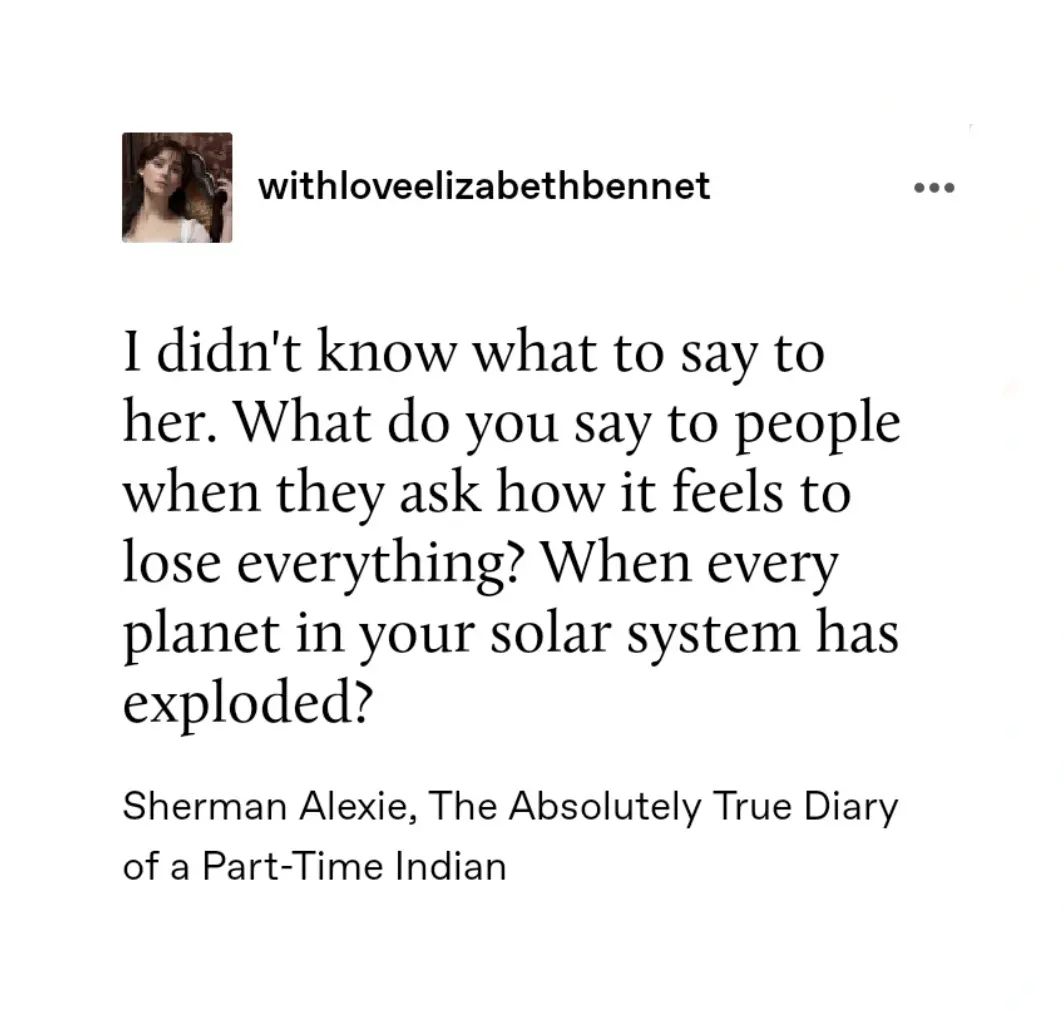 withloveelizabethbennet
I didn't know what to say to
her. What do you say to people
when they ask how it feels to
lose everything? When every
planet in your solar system has
exploded?
Sherman Alexie, The Absolutely True Diary
of a Part-Time Indian